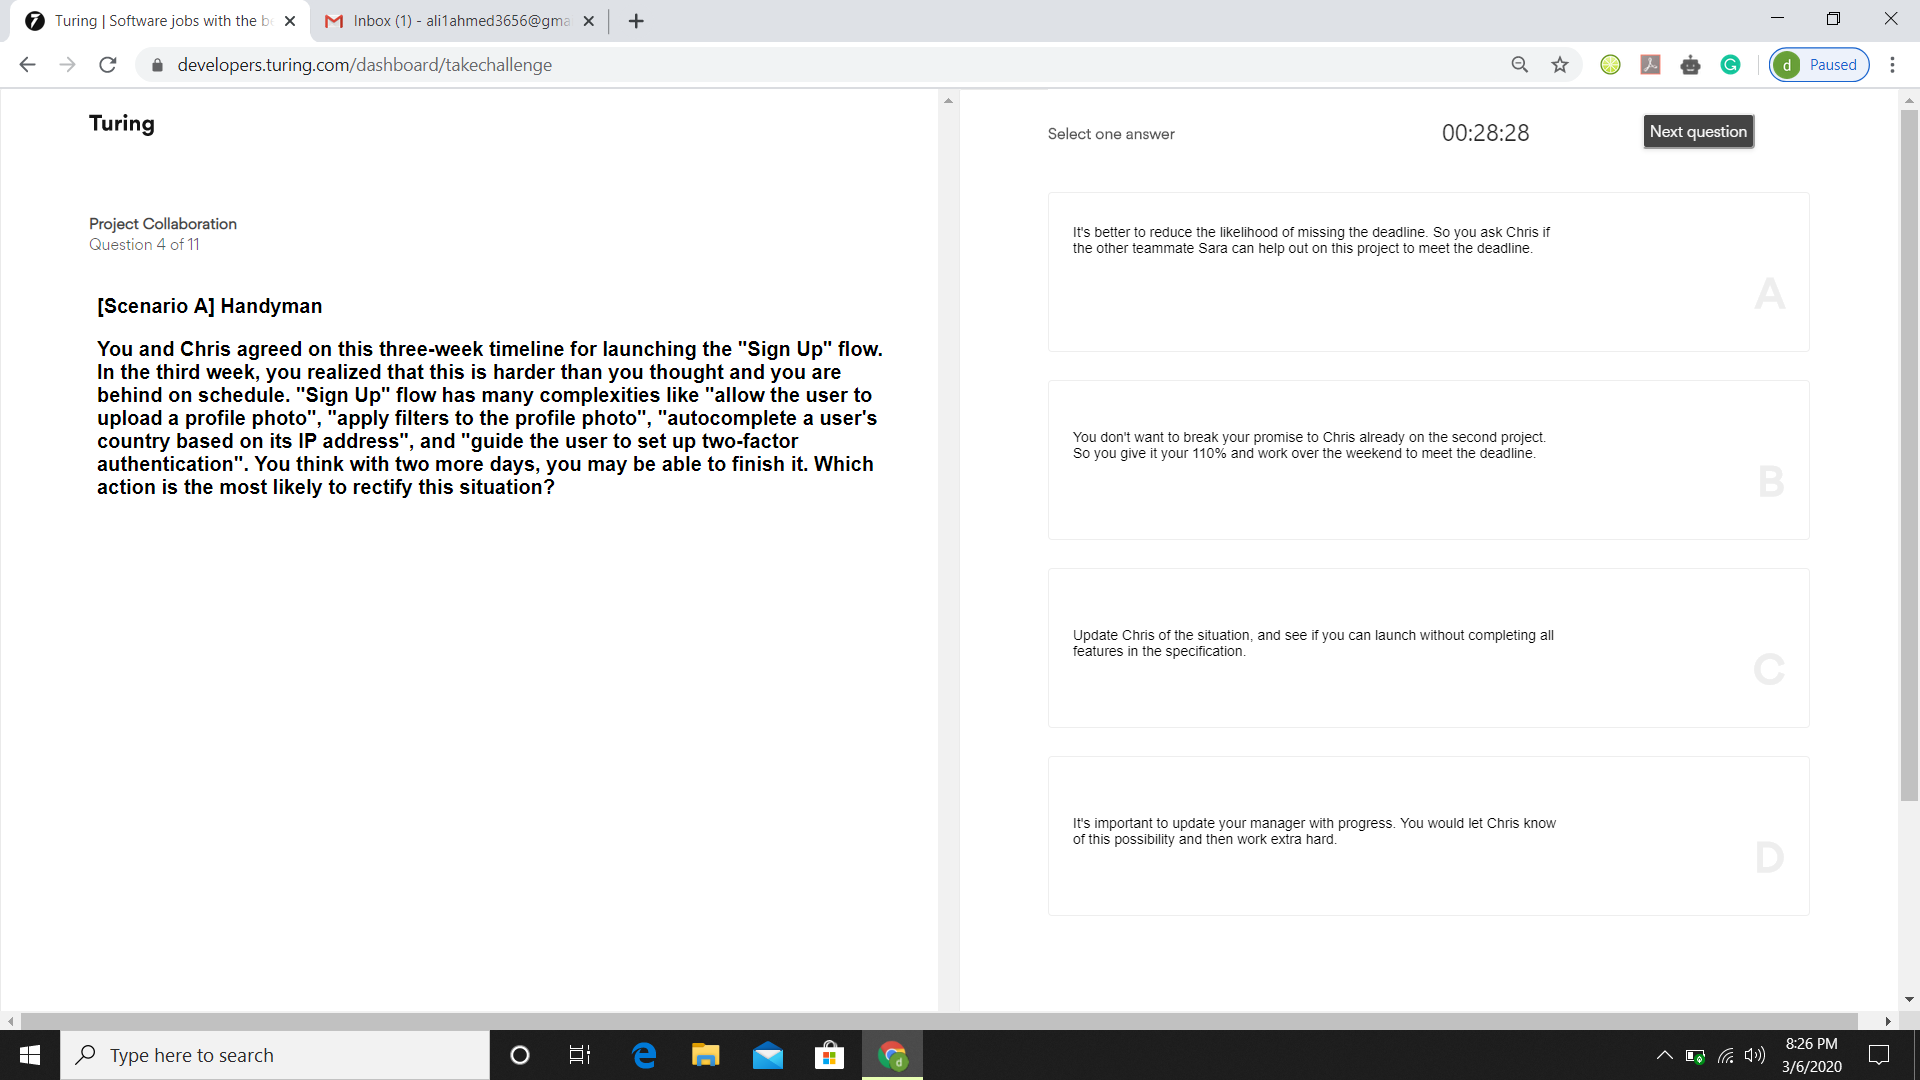 Turing | Software jobs with the b
Inbox (1) - ali1ahmed3656@gma
developers.turing.com/dashboard/takechallenge
d Paused
Turing
Project Collaboration
Question 4 of 11
[Scenario A] Handyman
You and Chris agreed on this three-week timeline for launching the "Sign Up" flow.
In the third week, you realized that this is harder than you thought and you are
behind on schedule. "Sign Up" flow has many complexities like "allow the user to
upload a profile photo", "apply filters to the profile photo", "autocomplete a user's
country based on its IP address", and "guide the user to set up two-factor
authentication". You think with two more days, you may be able to finish it. Which
action is the most likely to rectify this situation?
Select one answer
00:28:28
Next question
It's better to reduce the likelihood of missing the deadline. So you ask Chris if
the other teammate Sara can help out on this project to meet the deadline.
A
You don't want to break your promise to Chris already on the second project.
So you give it your 110% and work over the weekend to meet the deadline.
B
Update Chris of the situation, and see if you can launch without completing all
features in the specification.
C
It's important to update your manager with progress. You would let Chris know
of this possibility and then work extra hard.
D
Type here to search
8:26 PM
3/6/2020